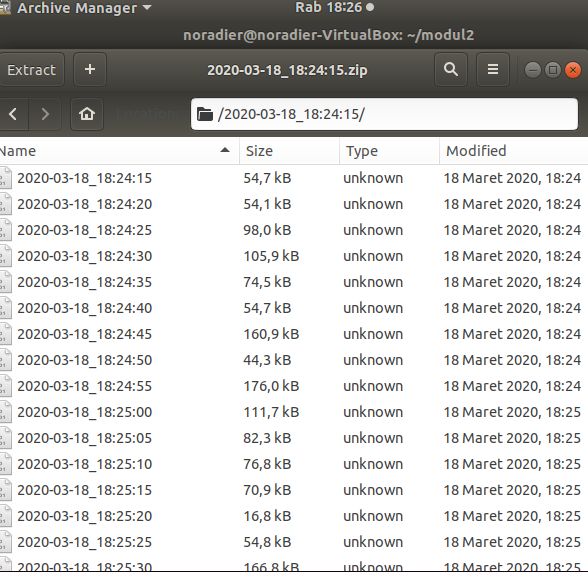 Archive Manager Rab 18:26
noradier@noradier-VirtualBox: ~/modul2
Extract + 2020-03-18_18:24:15.zip
Location: /2020-03-18_18:24:15/
Name Size Type Modified
2020-03-18_18:24:15 54,7 kB unknown 18 Maret 2020, 18:24
2020-03-18_18:24:20 54,1 kB unknown 18 Maret 2020, 18:24
2020-03-18_18:24:25 98,0 kB unknown 18 Maret 2020, 18:24
2020-03-18_18:24:30 105,9 kB unknown 18 Maret 2020, 18:24
2020-03-18_18:24:35 74,5 kB unknown 18 Maret 2020, 18:24
2020-03-18_18:24:40 54,7 kB unknown 18 Maret 2020, 18:24
2020-03-18_18:24:45 160,9 kB unknown 18 Maret 2020, 18:24
2020-03-18_18:24:50 44,3 kB unknown 18 Maret 2020, 18:24
2020-03-18_18:24:55 176,0 kB unknown 18 Maret 2020, 18:24
2020-03-18_18:25:00 111,7 kB unknown 18 Maret 2020, 18:25
2020-03-18_18:25:05 82,3 kB unknown 18 Maret 2020, 18:25
2020-03-18_18:25:10 76,8 kB unknown 18 Maret 2020, 18:25
2020-03-18_18:25:15 70,9 kB unknown 18 Maret 2020, 18:25
2020-03-18_18:25:20 16,8 kB unknown 18 Maret 2020, 18:25
2020-03-18_18:25:25 54,8 kB unknown 18 Maret 2020, 18:25
2020-03-18_18:25:30 166,8 kB unknown 18 Maret 2020, 18:25